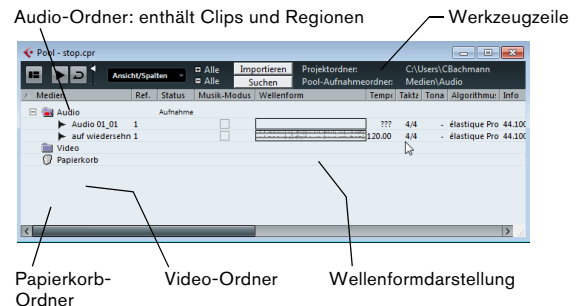 Audio-Ordner: enthält Clips und Regionen
Werkzeugzeile
Pool - stop.cpr
Ansicht/Spalten
Alle
Alle
Importieren
Suchen
Projektordner: C:\Users\CBachmann
Pool-Aufnahmeordner: Medien\Audio
Medien Ref. Status Musik-Modus Wellenform Tempo Taktz Tona Algorithmus Info
Audio Aufnahme
Audio 01_01 1 ??? 4/4 - élastique Pro 44.100
auf wiedersehn 1 120.00 4/4 - élastique Pro 44.100
Video
Papierkorb
Papierkorb-
Ordner
Video-Ordner
Wellenformdarstellung